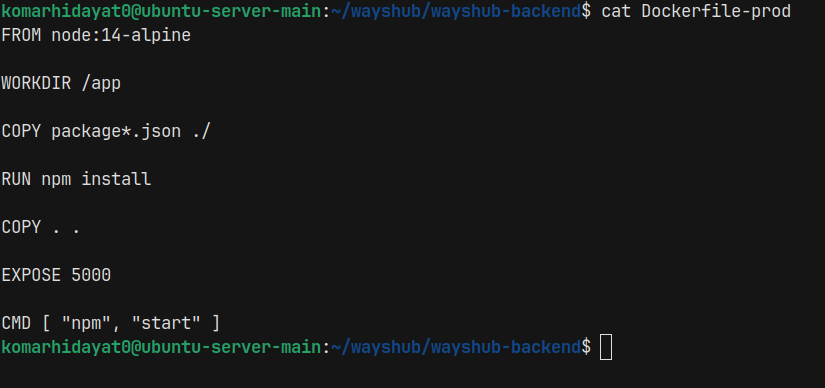 komarhidayat0@ubuntu-server-main:~/wayshub/wayshub-backend$ cat Dockerfile-prod
FROM node:14-alpine
WORKDIR /app
COPY package*.json ./
RUN npm install
COPY . .
EXPOSE 5000
CMD [ "npm", "start" ]
komarhidayat0@ubuntu-server-main:~/wayshub/wayshub-backend$